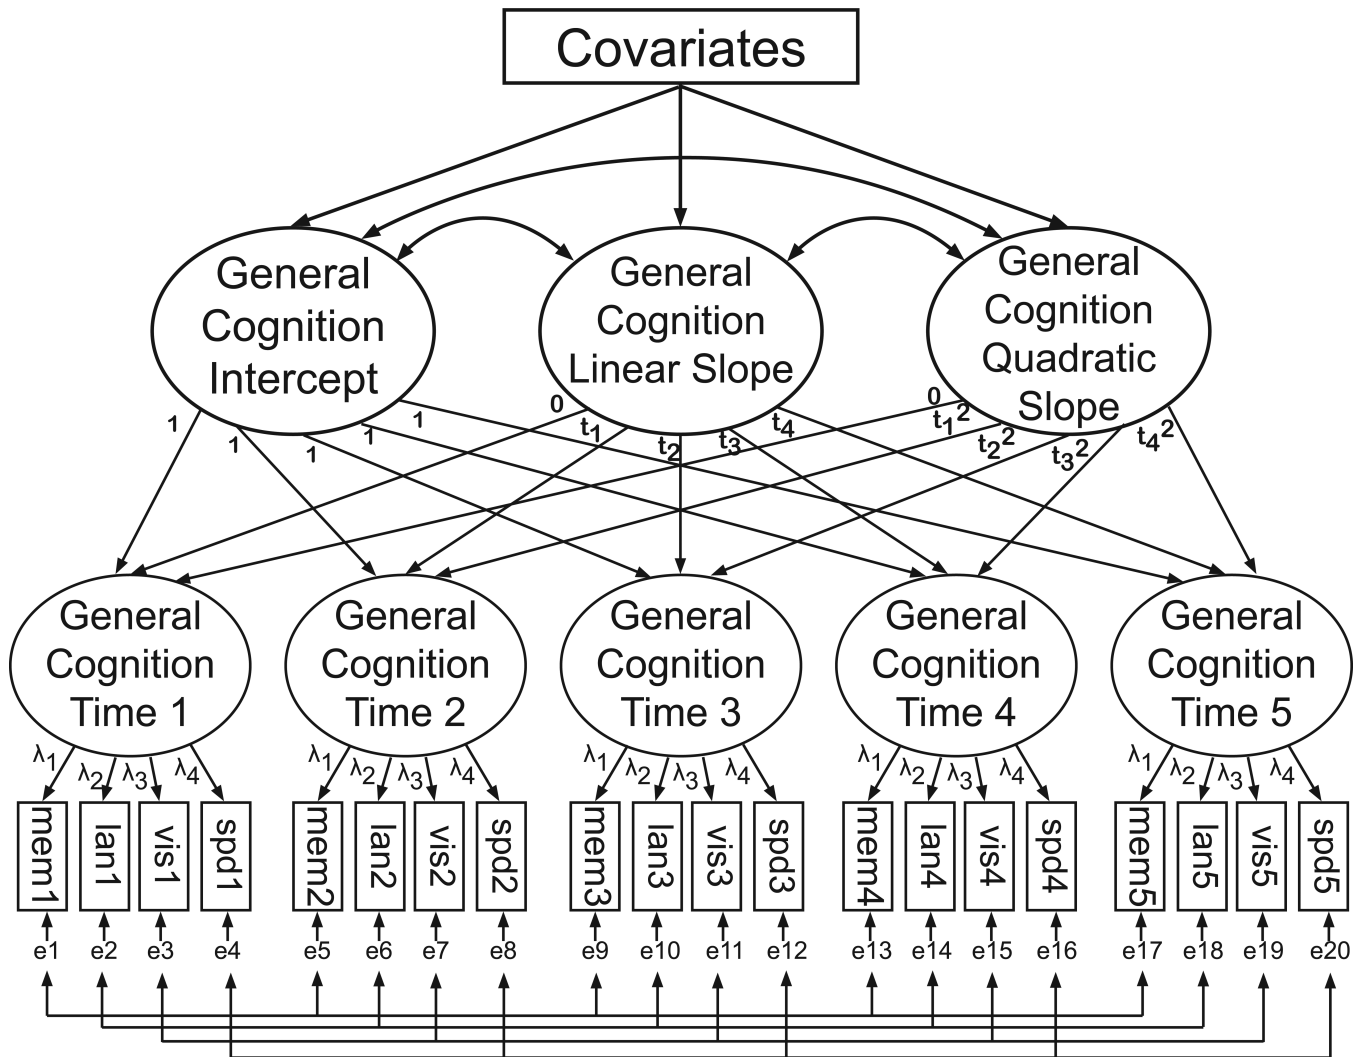 Covariates
General
Cognition
Intercept
General
Cognition
Linear Slope
General
Cognition
Quadratic
Slope
1
1
1
1
1
0
t₁
t₂
t₃
t₄
0
t₁²
t₂²
t₃²
t₄²
General
Cognition
Time 1
General
Cognition
Time 2
General
Cognition
Time 3
General
Cognition
Time 4
General
Cognition
Time 5
λ₁ λ₂ λ₃ λ₄
λ₁ λ₂ λ₃ λ₄
λ₁ λ₂ λ₃ λ₄
λ₁ λ₂ λ₃ λ₄
λ₁ λ₂ λ₃ λ₄
mem1
lan1
vis1
spd1
mem2
lan2
vis2
spd2
mem3
lan3
vis3
spd3
mem4
lan4
vis4
spd4
mem5
lan5
vis5
spd5
e1 e2 e3 e4 e5 e6 e7 e8 e9 e10 e11 e12 e13 e14 e15 e16 e17 e18 e19 e20